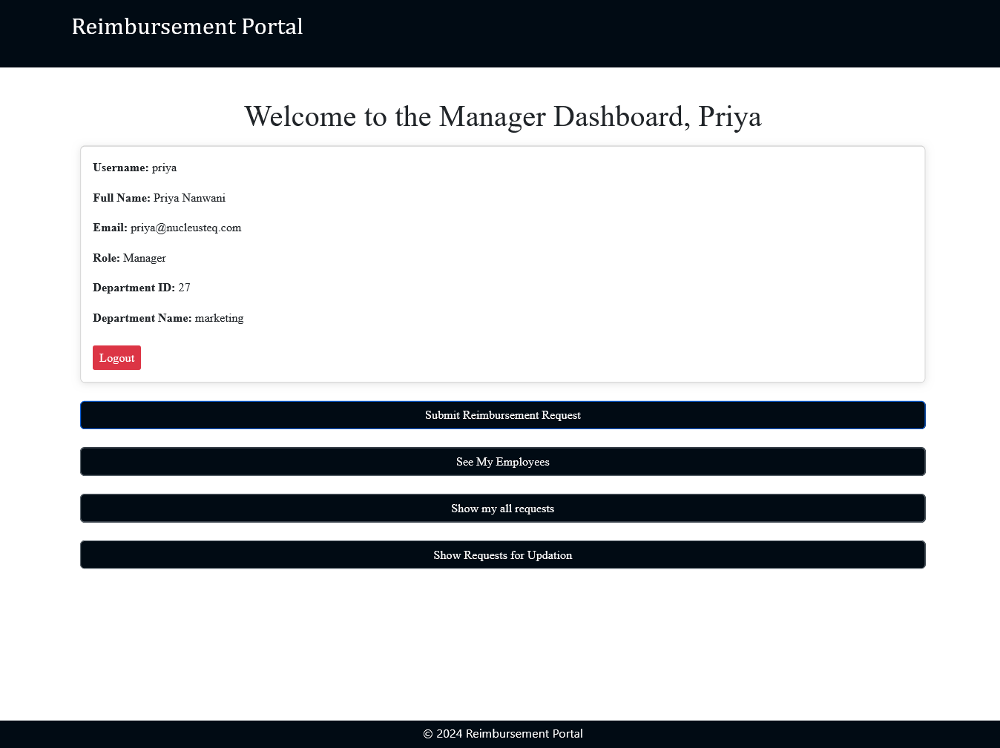 Reimbursement Portal
Welcome to the Manager Dashboard, Priya
Username: priya
Full Name: Priya Nanwani
Email: priya@nucleusteq.com
Role: Manager
Department ID: 27
Department Name: marketing
Logout
Submit Reimbursement Request
See My Employees
Show my all requests
Show Requests for Updation
© 2024 Reimbursement Portal